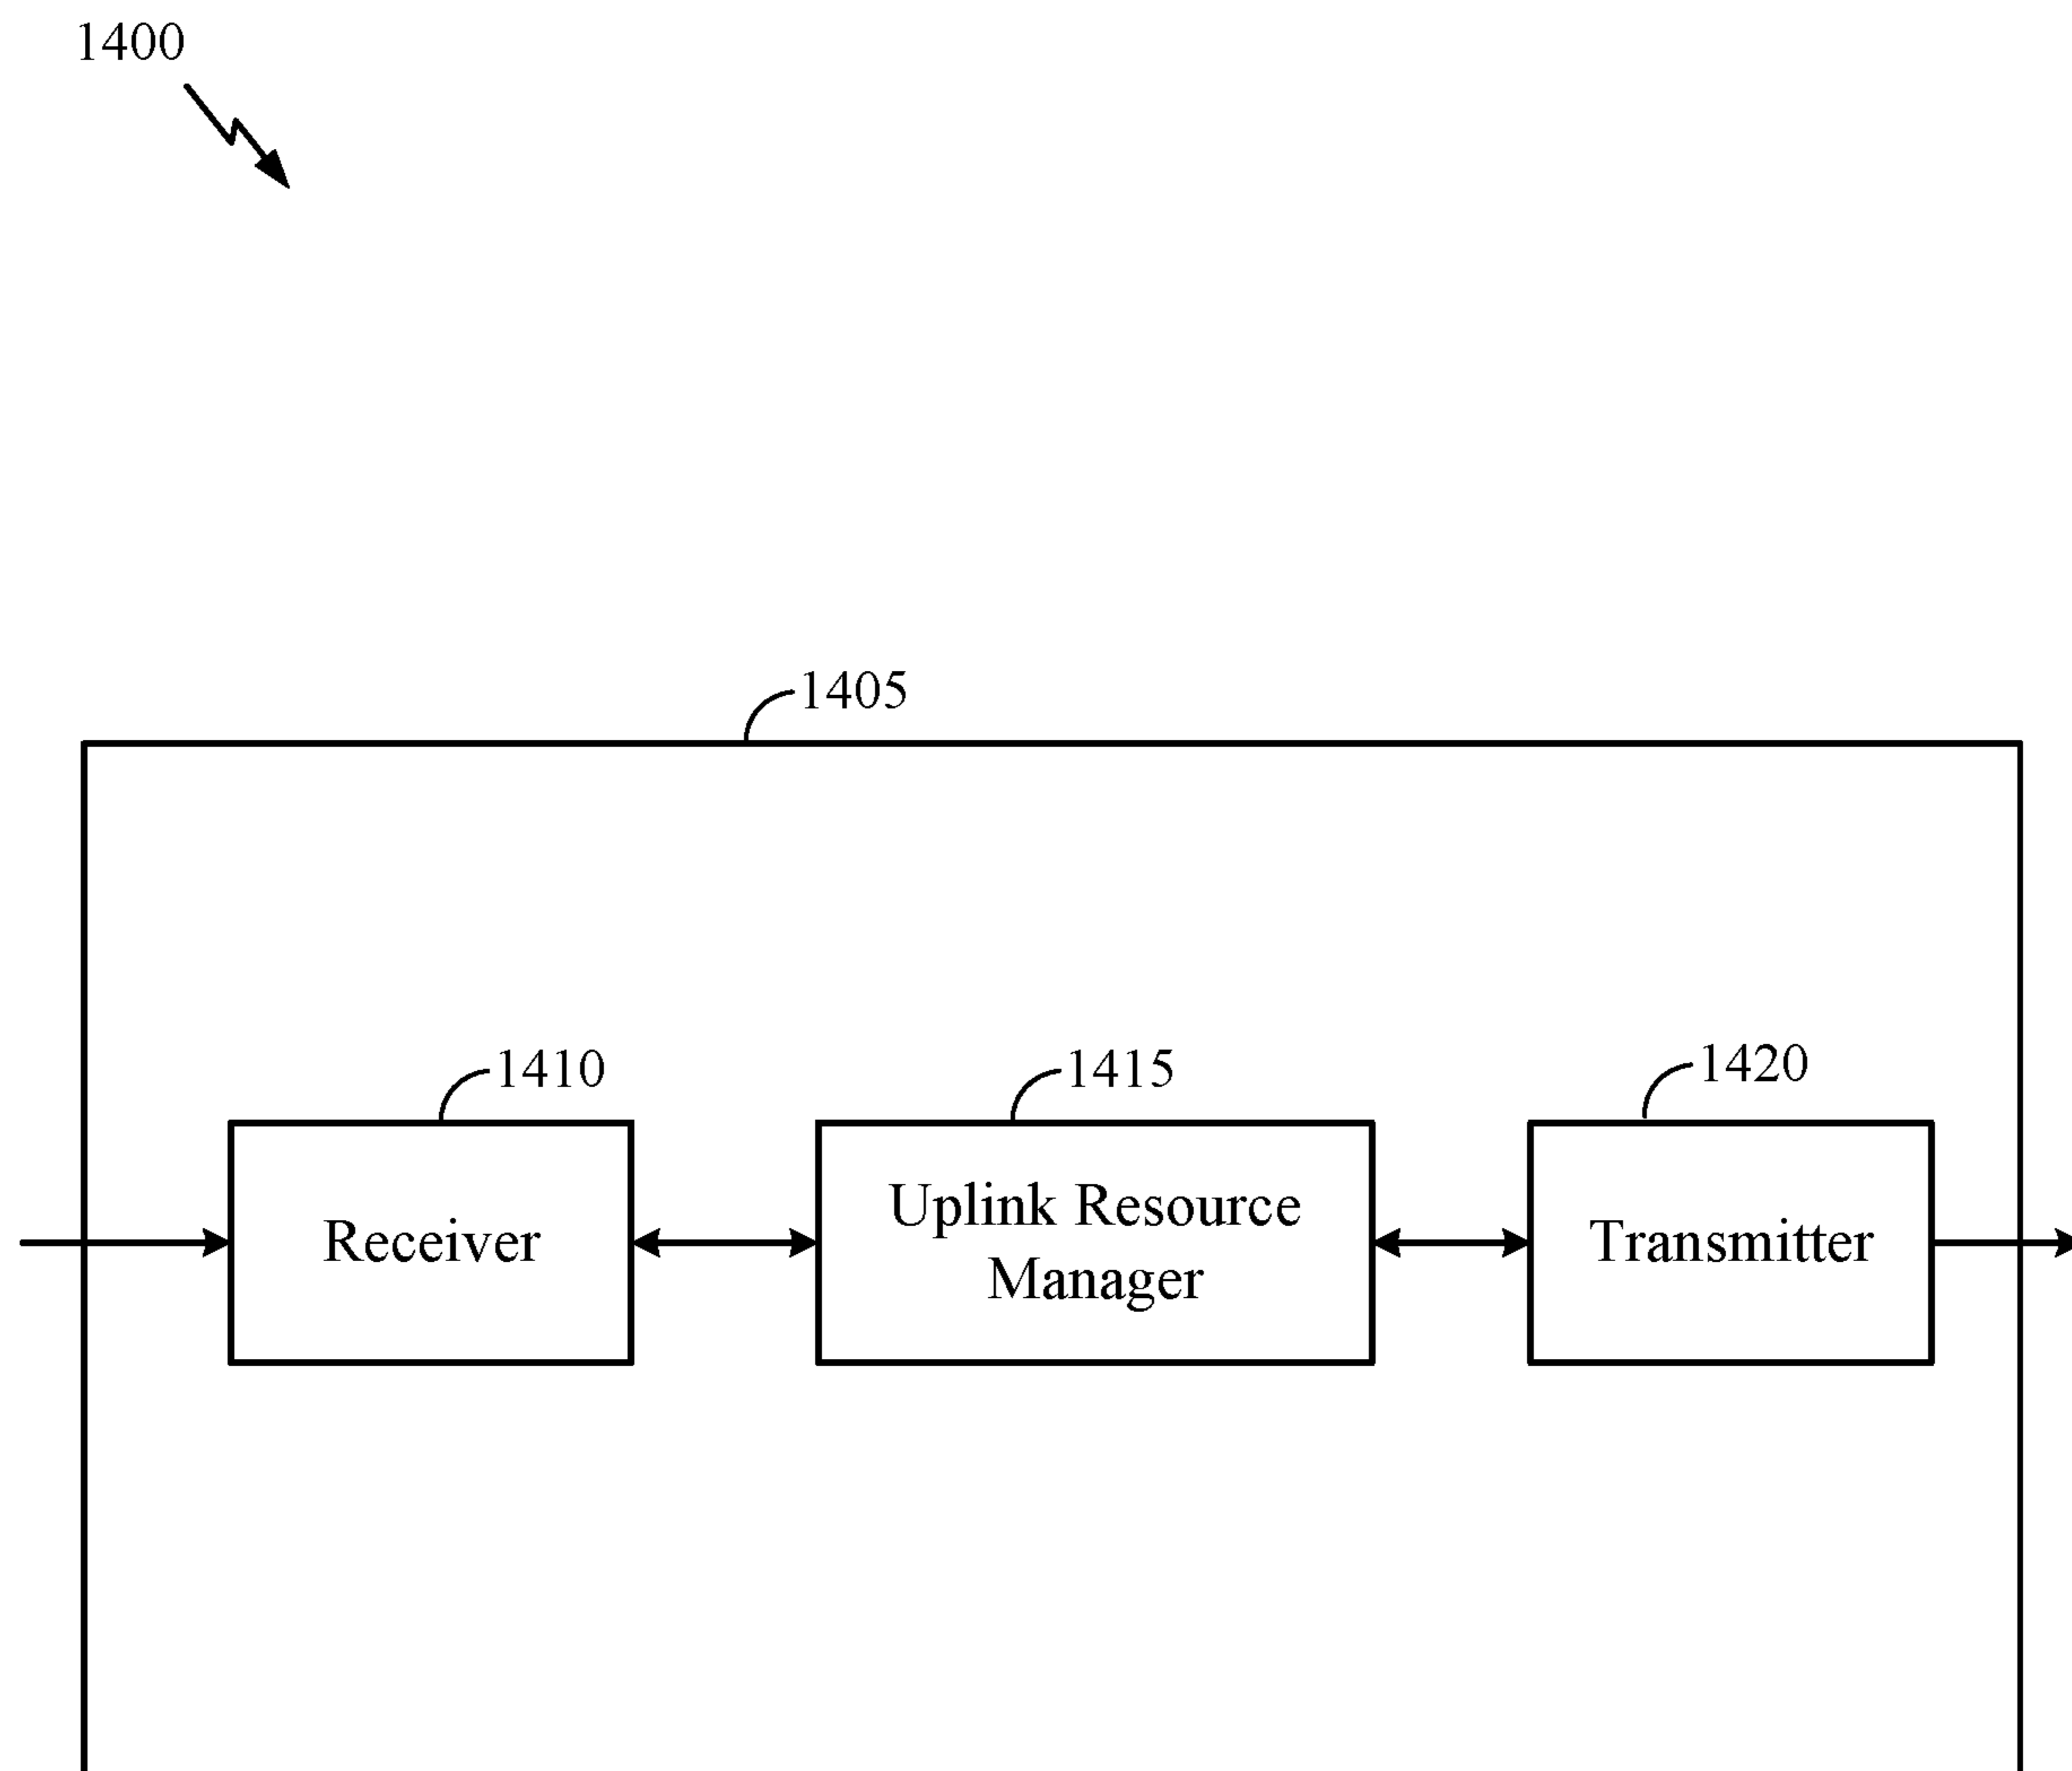 1400
1405
1410
1415
1420
Receiver
Uplink Resource
Manager
Transmitter